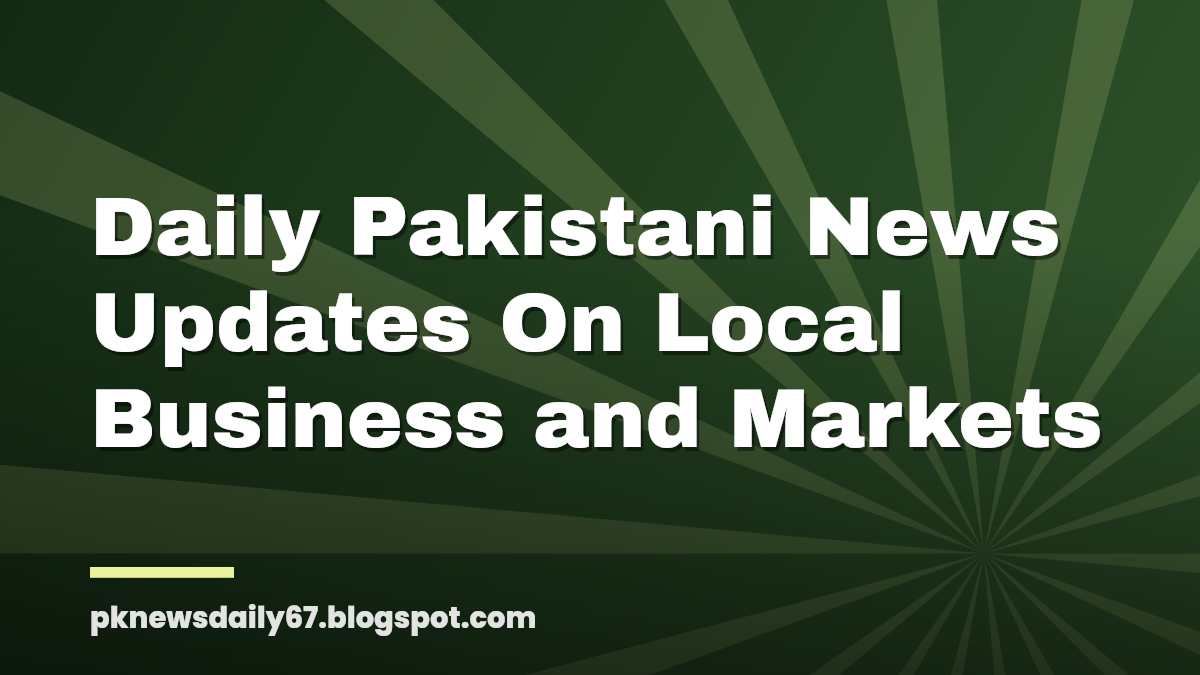 Daily Pakistani News
Updates On Local
Business and Markets
pknewsdaily67.blogspot.com